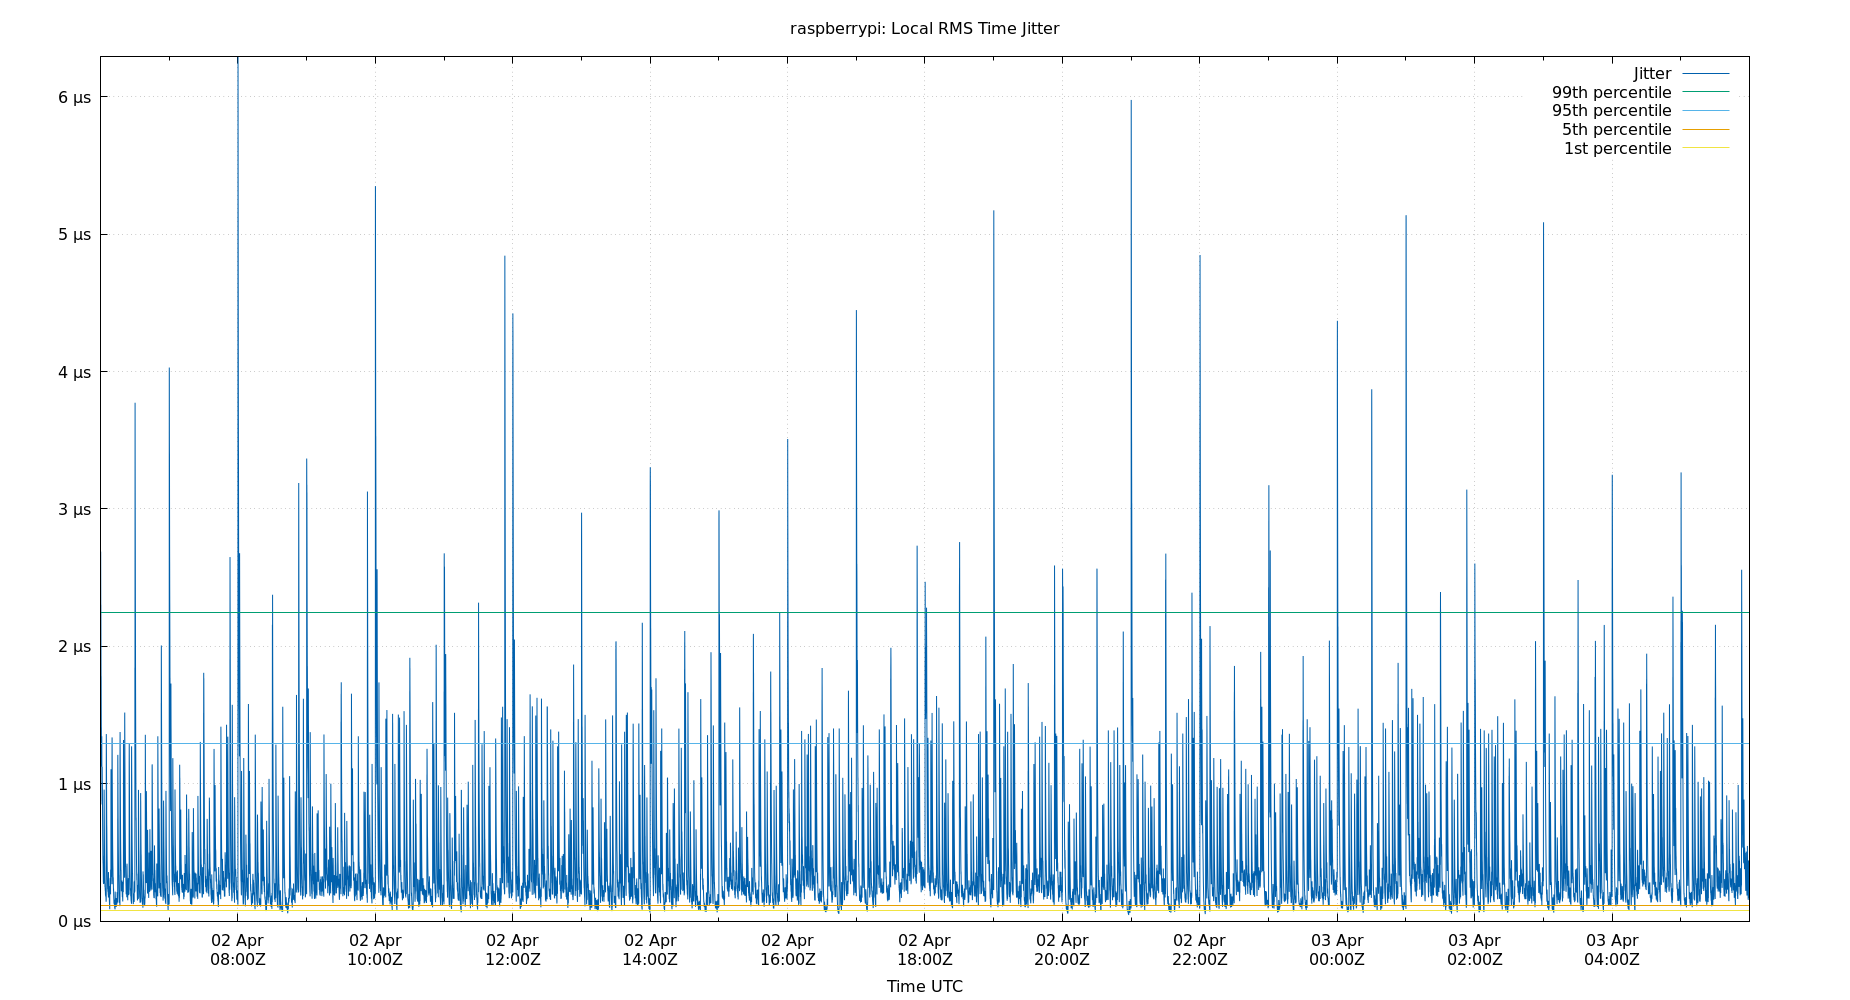 raspberrypi: Local RMS Time Jitter
Jitter
99th percentile
95th percentile
5th percentile
1st percentile
6 µs
5 µs
4 µs
3 µs
2 µs
1 µs
0 µs
02 Apr 02 Apr 02 Apr 02 Apr 02 Apr 02 Apr 02 Apr 02 Apr 03 Apr 03 Apr 03 Apr
08:00Z 10:00Z 12:00Z 14:00Z 16:00Z 18:00Z 20:00Z 22:00Z 00:00Z 02:00Z 04:00Z
Time UTC